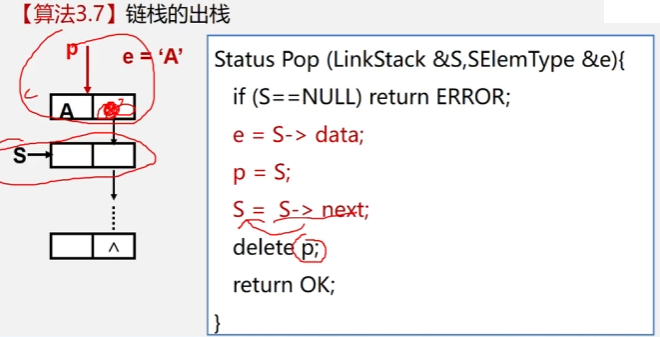 【算法3.7】链栈的出栈
p
e = ‘A’
A
S
∧
Status Pop (LinkStack &S,SElemType &e){
if (S==NULL) return ERROR;
e = S-> data;
p = S;
S = S-> next;
delete p;
return OK;
}